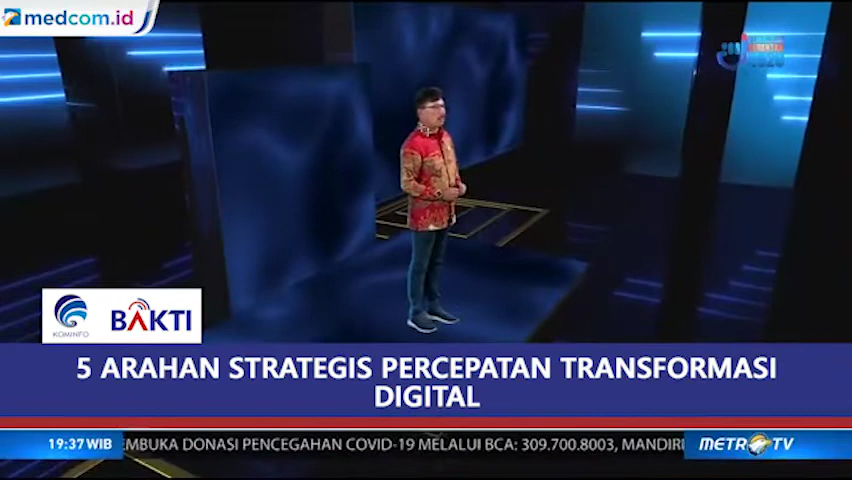 medcom.id
KOMINFO
BAKTI
5 ARAHAN STRATEGIS PERCEPATAN TRANSFORMASI
DIGITAL
19:37 WIB
EMBUKA DONASI PENCEGAHAN COVID-19 MELALUI BCA: 309.700.8003, MANDIRI
METRO TV